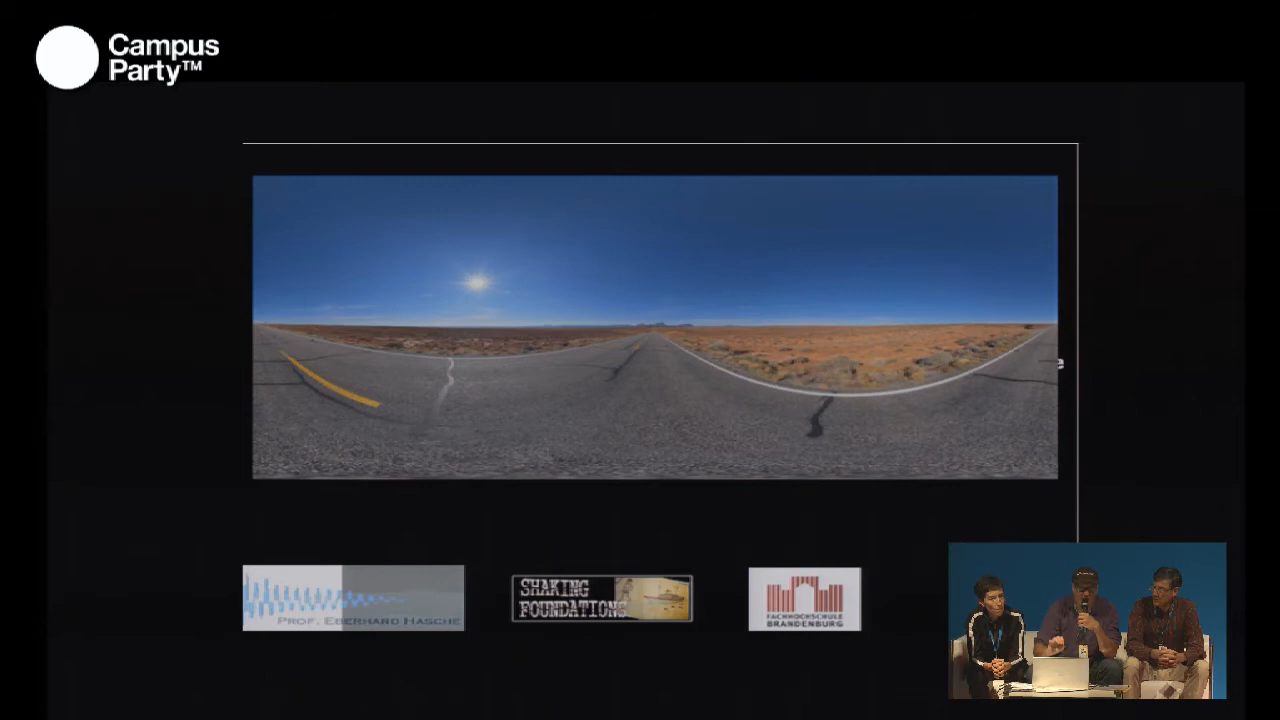 Campus
Party™
e
SHAKING
FOUNDATIONS
PROF. EBERHARD HASCHE
FACHHOCHSCHULE
BRANDENBURG